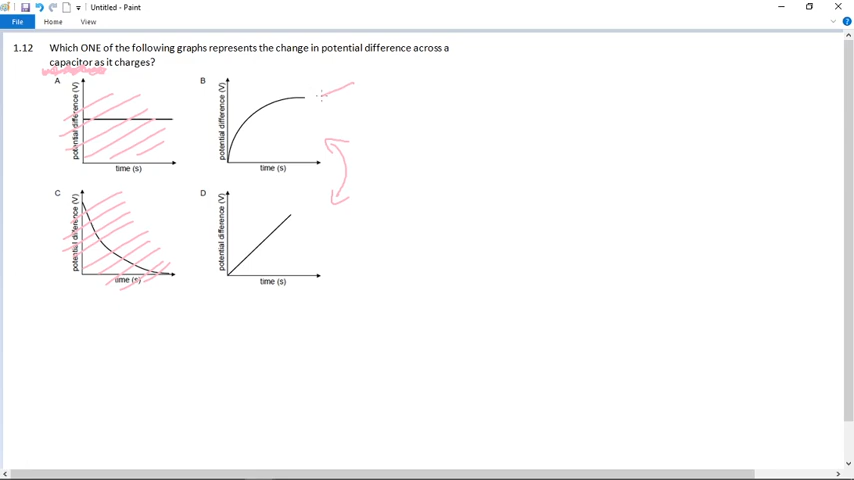 Untitled - Paint
File Home View
1.12 Which ONE of the following graphs represents the change in potential difference across a
capacitor as it charges?
A
potential difference (V)
time (s)
B
potential difference (V)
time (s)
C
potential difference (V)
time (s)
D
potential difference (V)
time (s)